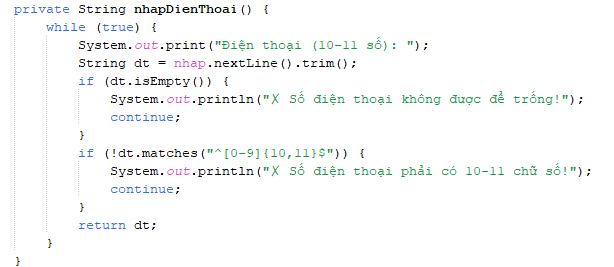 private String nhapDienThoai() {
    while (true) {
        System.out.print("Điện thoại (10-11 số): ");
        String dt = nhap.nextLine().trim();
        if (dt.isEmpty()) {
            System.out.println("✗ Số điện thoại không được để trống!");
            continue;
        }
        if (!dt.matches("^[0-9]{10,11}$")) {
            System.out.println("✗ Số điện thoại phải có 10-11 chữ số!");
            continue;
        }
        return dt;
    }
}